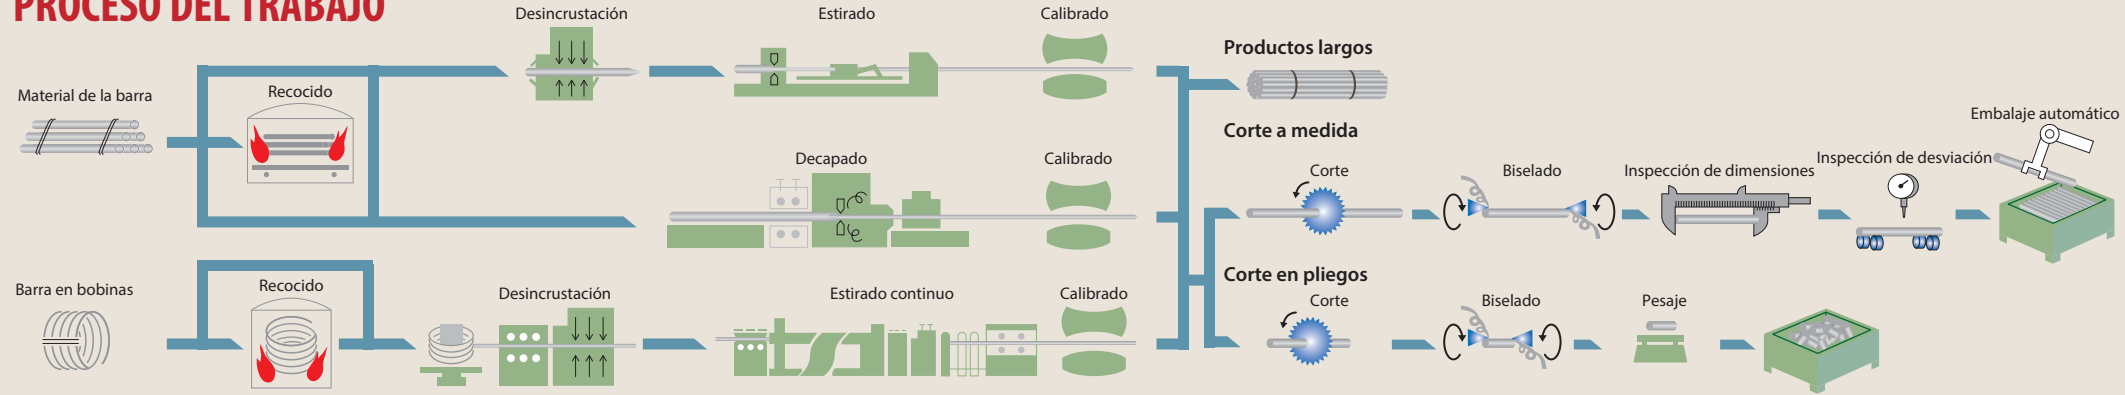 PROCESO DEL TRABAJO
Desincrustación
Estirado
Calibrado
Productos largos
Material de la barra
Recocido
Corte a medida
Embalaje automático
Decapado
Calibrado
Corte
Biselado
Inspección de dimensiones
Inspección de desviación
Corte en pliegos
Barra en bobinas
Recocido
Desincrustación
Estirado continuo
Calibrado
Corte
Biselado
Pesaje